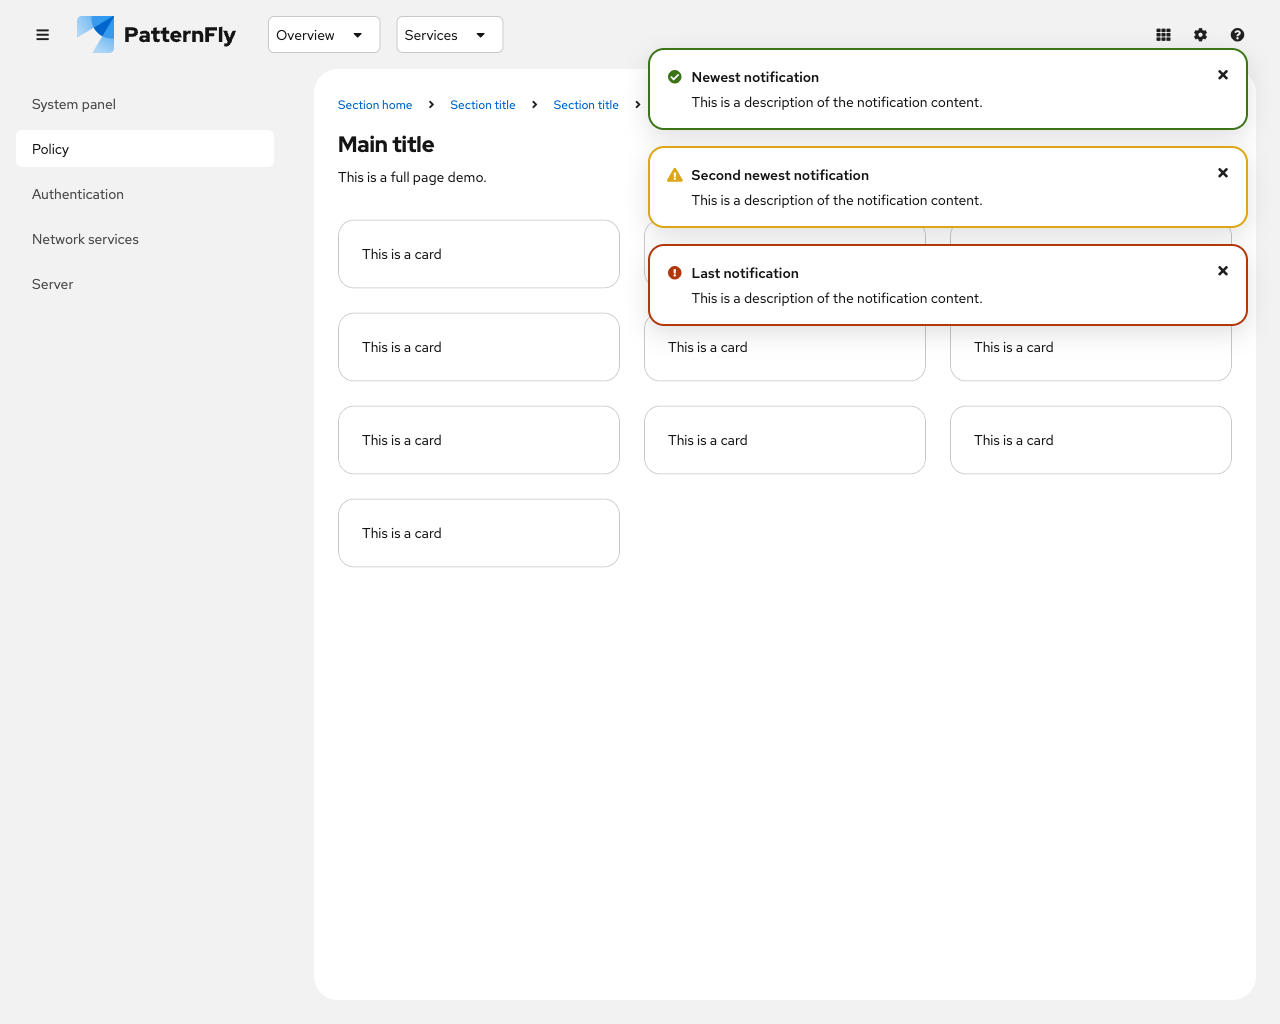 PatternFly
Overview
Services
System panel
Policy
Authentication
Network services
Server
Section home
Section title
Section title
Main title
This is a full page demo.
Newest notification
This is a description of the notification content.
Second newest notification
This is a description of the notification content.
Last notification
This is a description of the notification content.
This is a card
This is a card
This is a card
This is a card
This is a card
This is a card
This is a card
This is a card